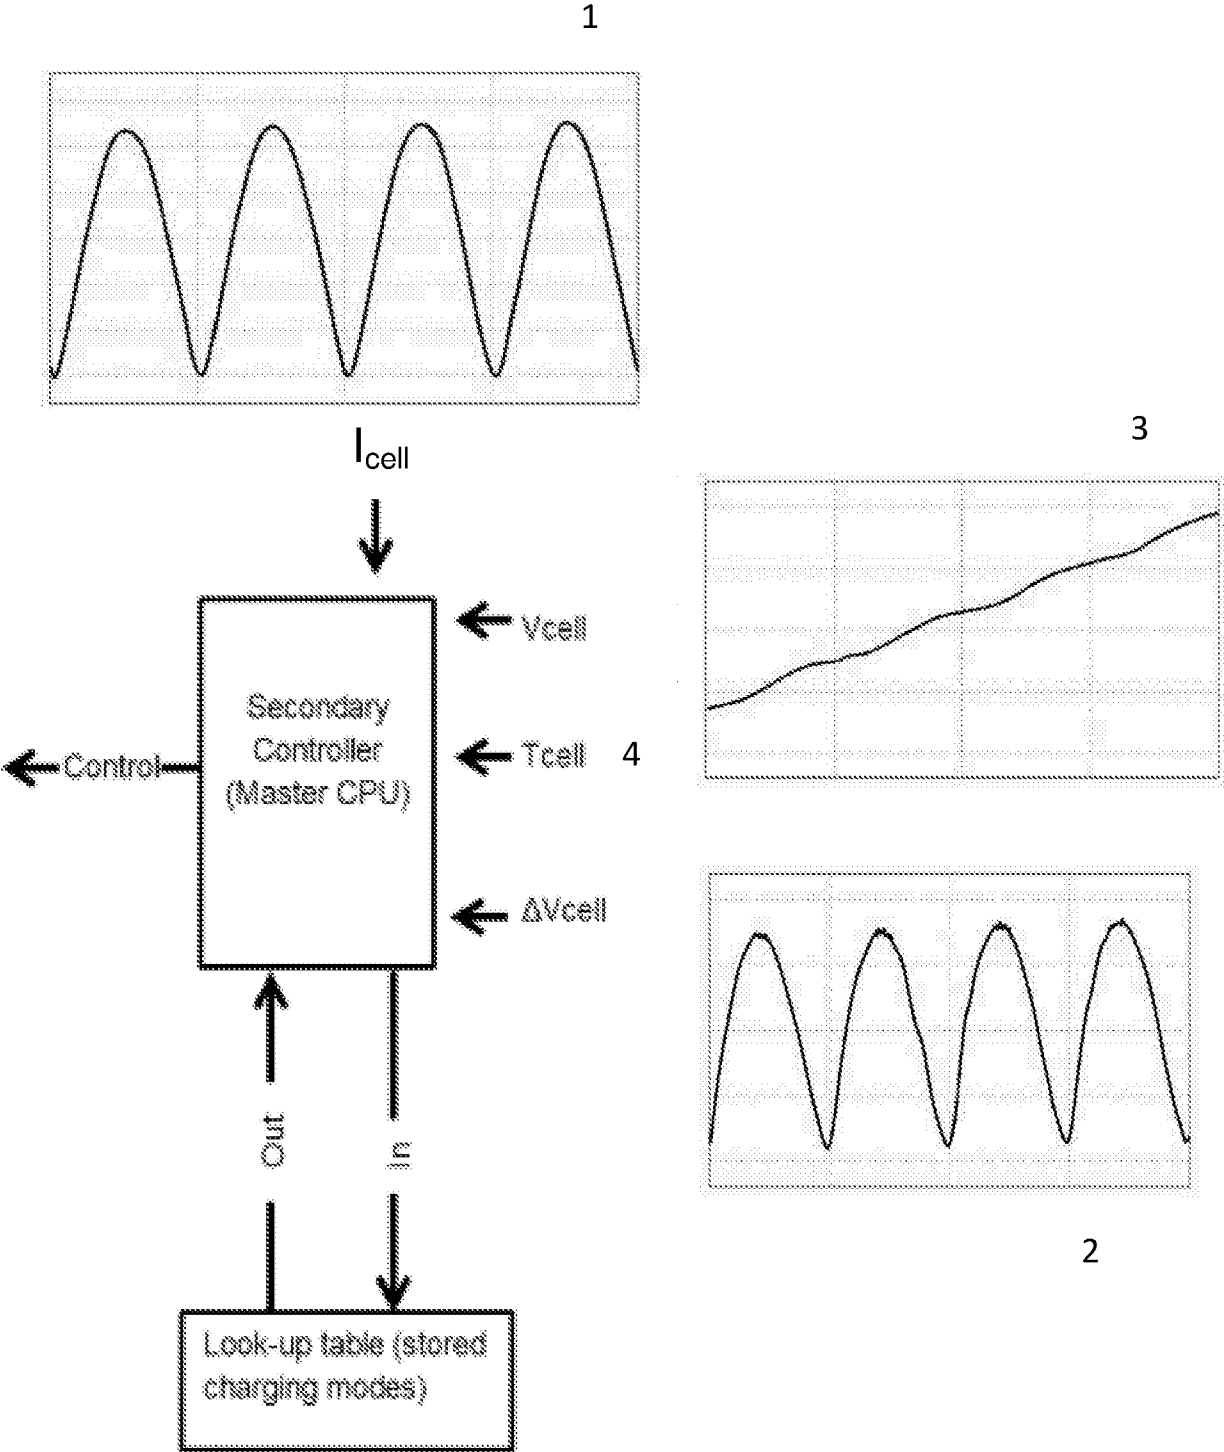 1
I cell
3
Vcell
Secondary
Controller
(Master CPU)
Control
Tcell
4
ΔVcell
Out
In
2
Look-up table (stored
charging modes)